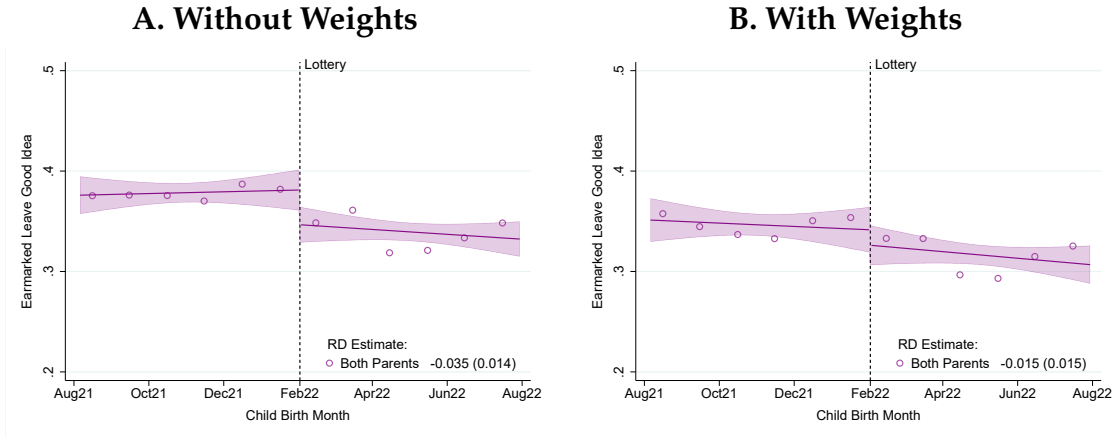 A. Without Weights
Lottery
.5
.4
.3
.2
Earmarked Leave Good Idea
RD Estimate:
Both Parents -0.035 (0.014)
Aug21 Oct21 Dec21 Feb22 Apr22 Jun22 Aug22
Child Birth Month
B. With Weights
Lottery
.5
.4
.3
.2
Earmarked Leave Good Idea
RD Estimate:
Both Parents -0.015 (0.015)
Aug21 Oct21 Dec21 Feb22 Apr22 Jun22 Aug22
Child Birth Month